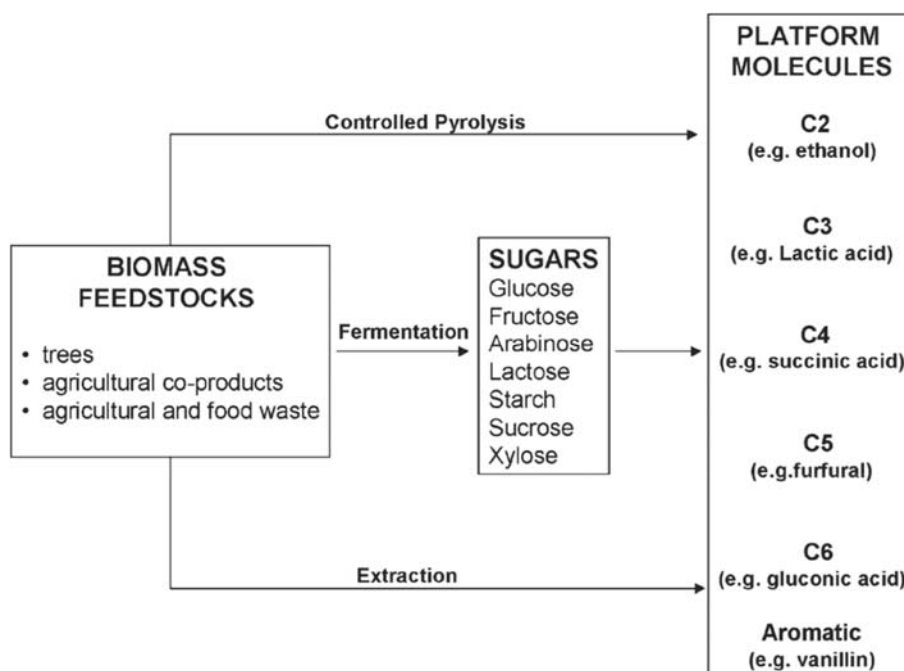 PLATFORM
MOLECULES
Controlled Pyrolysis
C2
(e.g. ethanol)
C3
(e.g. Lactic acid)
BIOMASS
FEEDSTOCKS
• trees
• agricultural co-products
• agricultural and food waste
Fermentation
SUGARS
Glucose
Fructose
Arabinose
Lactose
Starch
Sucrose
Xylose
C4
(e.g. succinic acid)
C5
(e.g.furfural)
Extraction
C6
(e.g. gluconic acid)
Aromatic
(e.g. vanillin)